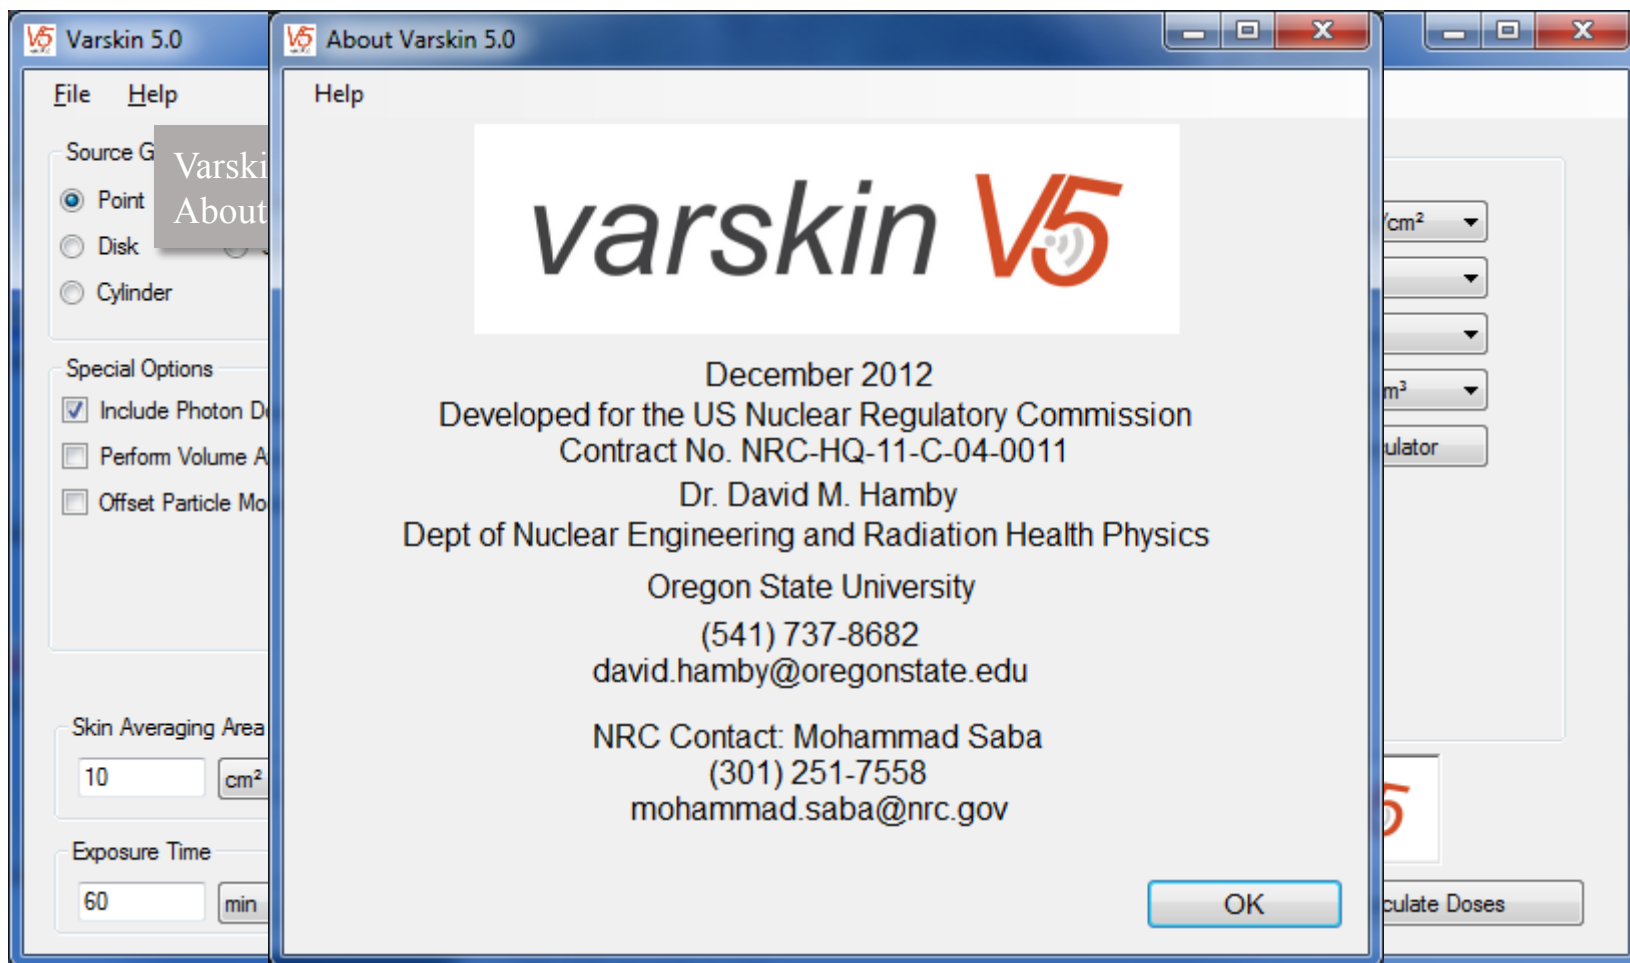 Varskin 5.0
File Help
Source G
Varski
About
Point
Disk
Cylinder
Special Options
Include Photon D
Perform Volume A
Offset Particle Mo
Skin Averaging Area
10 cm²
Exposure Time
60 min
About Varskin 5.0
Help
varskin V5
December 2012
Developed for the US Nuclear Regulatory Commission
Contract No. NRC-HQ-11-C-04-0011
Dr. David M. Hamby
Dept of Nuclear Engineering and Radiation Health Physics
Oregon State University
(541) 737-8682
david.hamby@oregonstate.edu
NRC Contact: Mohammad Saba
(301) 251-7558
mohammad.saba@nrc.gov
OK
/cm²
m³
ulator
5
culate Doses